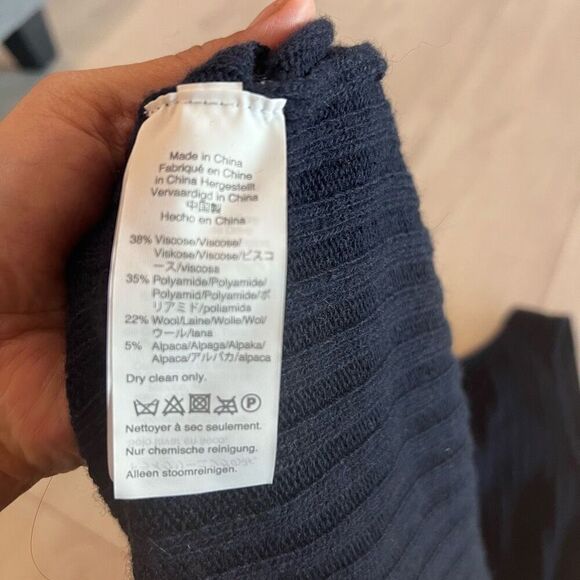 Made in China
Fabriqué en Chine
in China Hergestellt
Vervaardigd in China
中国製
Hecho en China
38% Viscose/Viscose/
Viskose/Viscose/ビスコ
ース/viscosa
35% Polyamide/Polyamide/
Polyamid/Polyamide/ポ
リアミド/poliamida
22% Wool/Laine/Wolle/Wol/
ウール/lana
5% Alpaca/Alpaga/Alpaka/
Alpaca/アルパカ/alpaca
Dry clean only.
P
Nettoyer à sec seulement.
Nur chemische reinigung.
Alleen stoomreinigen.